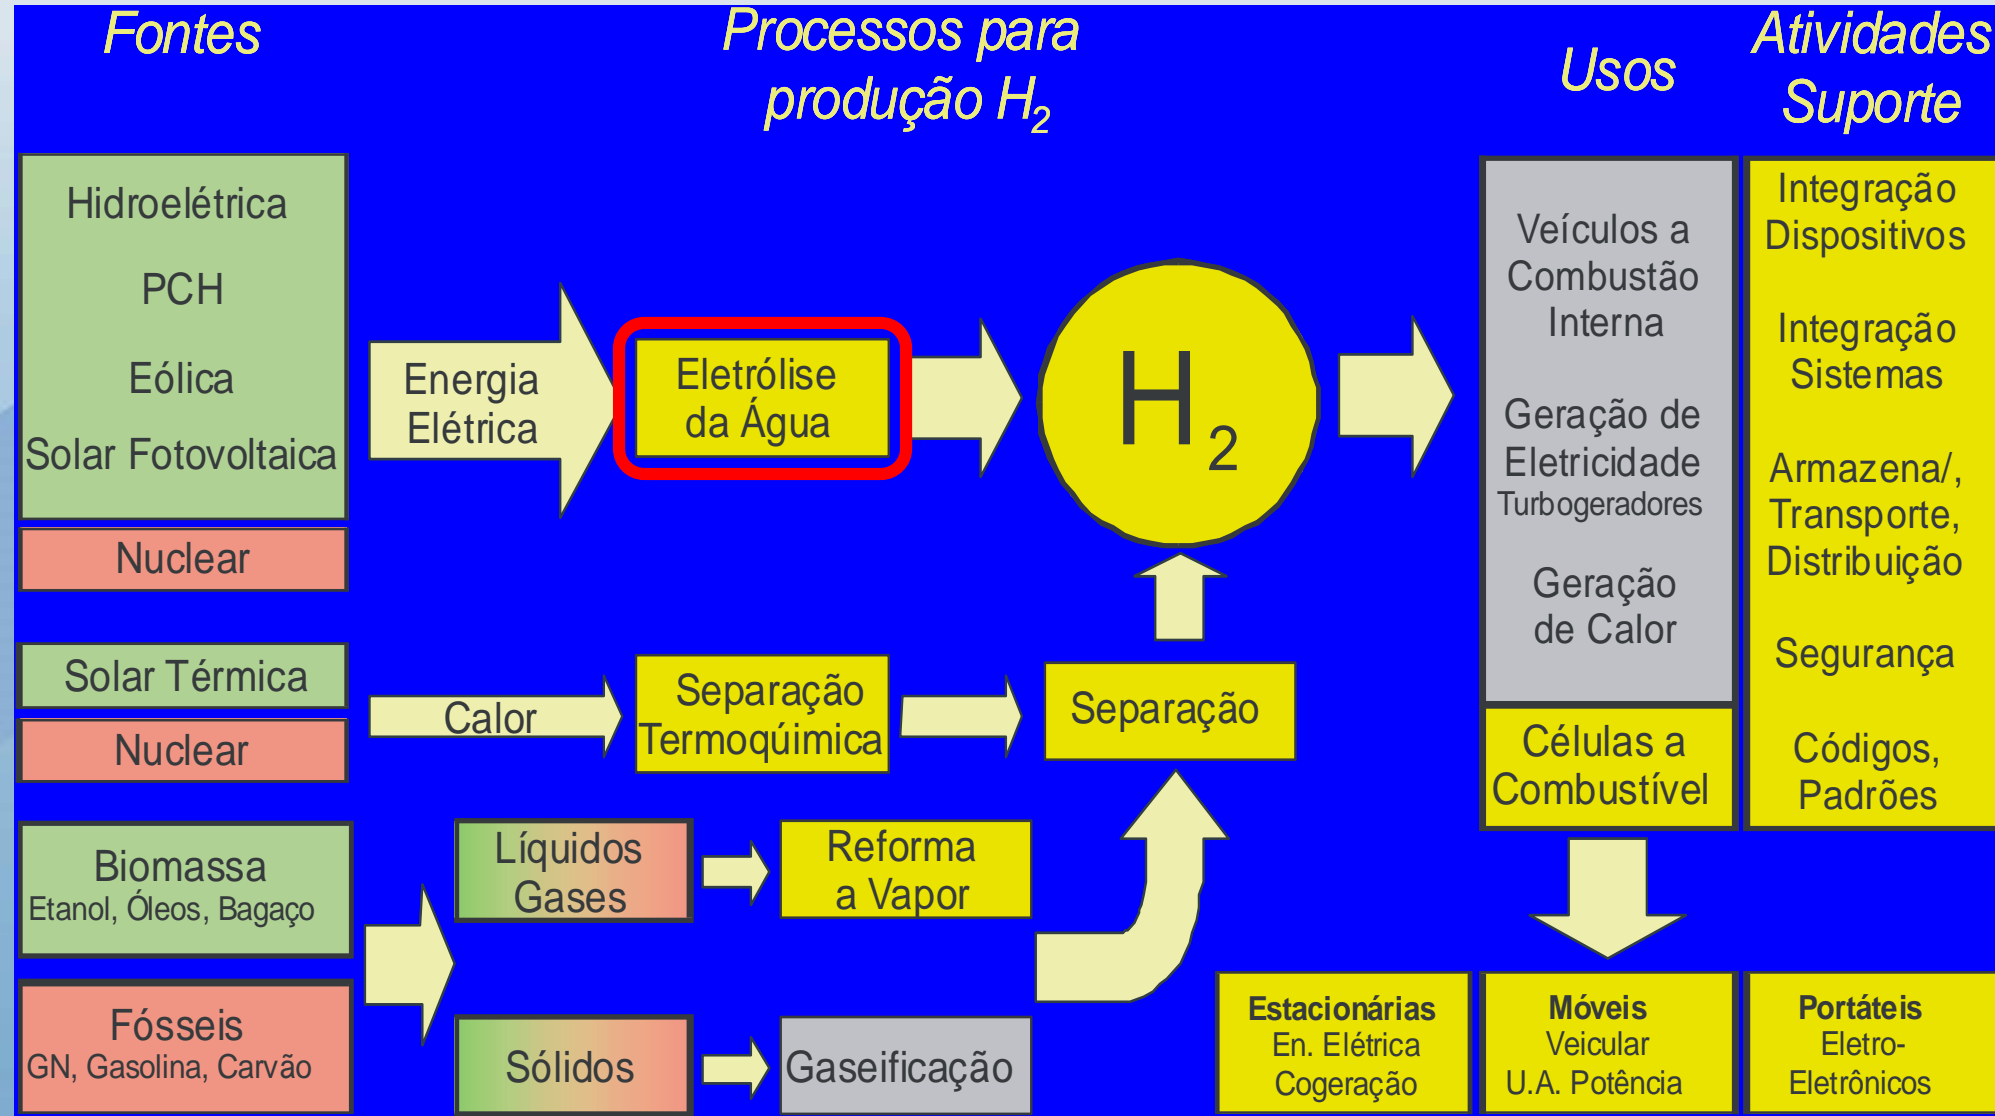 Fontes
Processos para
produção H2
Usos
Atividades
Suporte
Hidroelétrica
PCH
Eólica
Solar Fotovoltaica
Nuclear
Energia
Elétrica
Eletrólise
da Água
H2
Solar Térmica
Nuclear
Calor
Separação
Termoqúimica
Separação
Biomassa
Etanol, Óleos, Bagaço
Fósseis
GN, Gasolina, Carvão
Líquidos
Gases
Reforma
a Vapor
Sólidos
Gaseificação
Veículos a
Combustão
Interna
Geração de
Eletricidade
Turbogeradores
Geração
de Calor
Células a
Combustível
Integração
Dispositivos
Integração
Sistemas
Armazena/,
Transporte,
Distribuição
Segurança
Códigos,
Padrões
Estacionárias
En. Elétrica
Cogeração
Móveis
Veicular
U.A. Potência
Portáteis
Eletro-
Eletrônicos